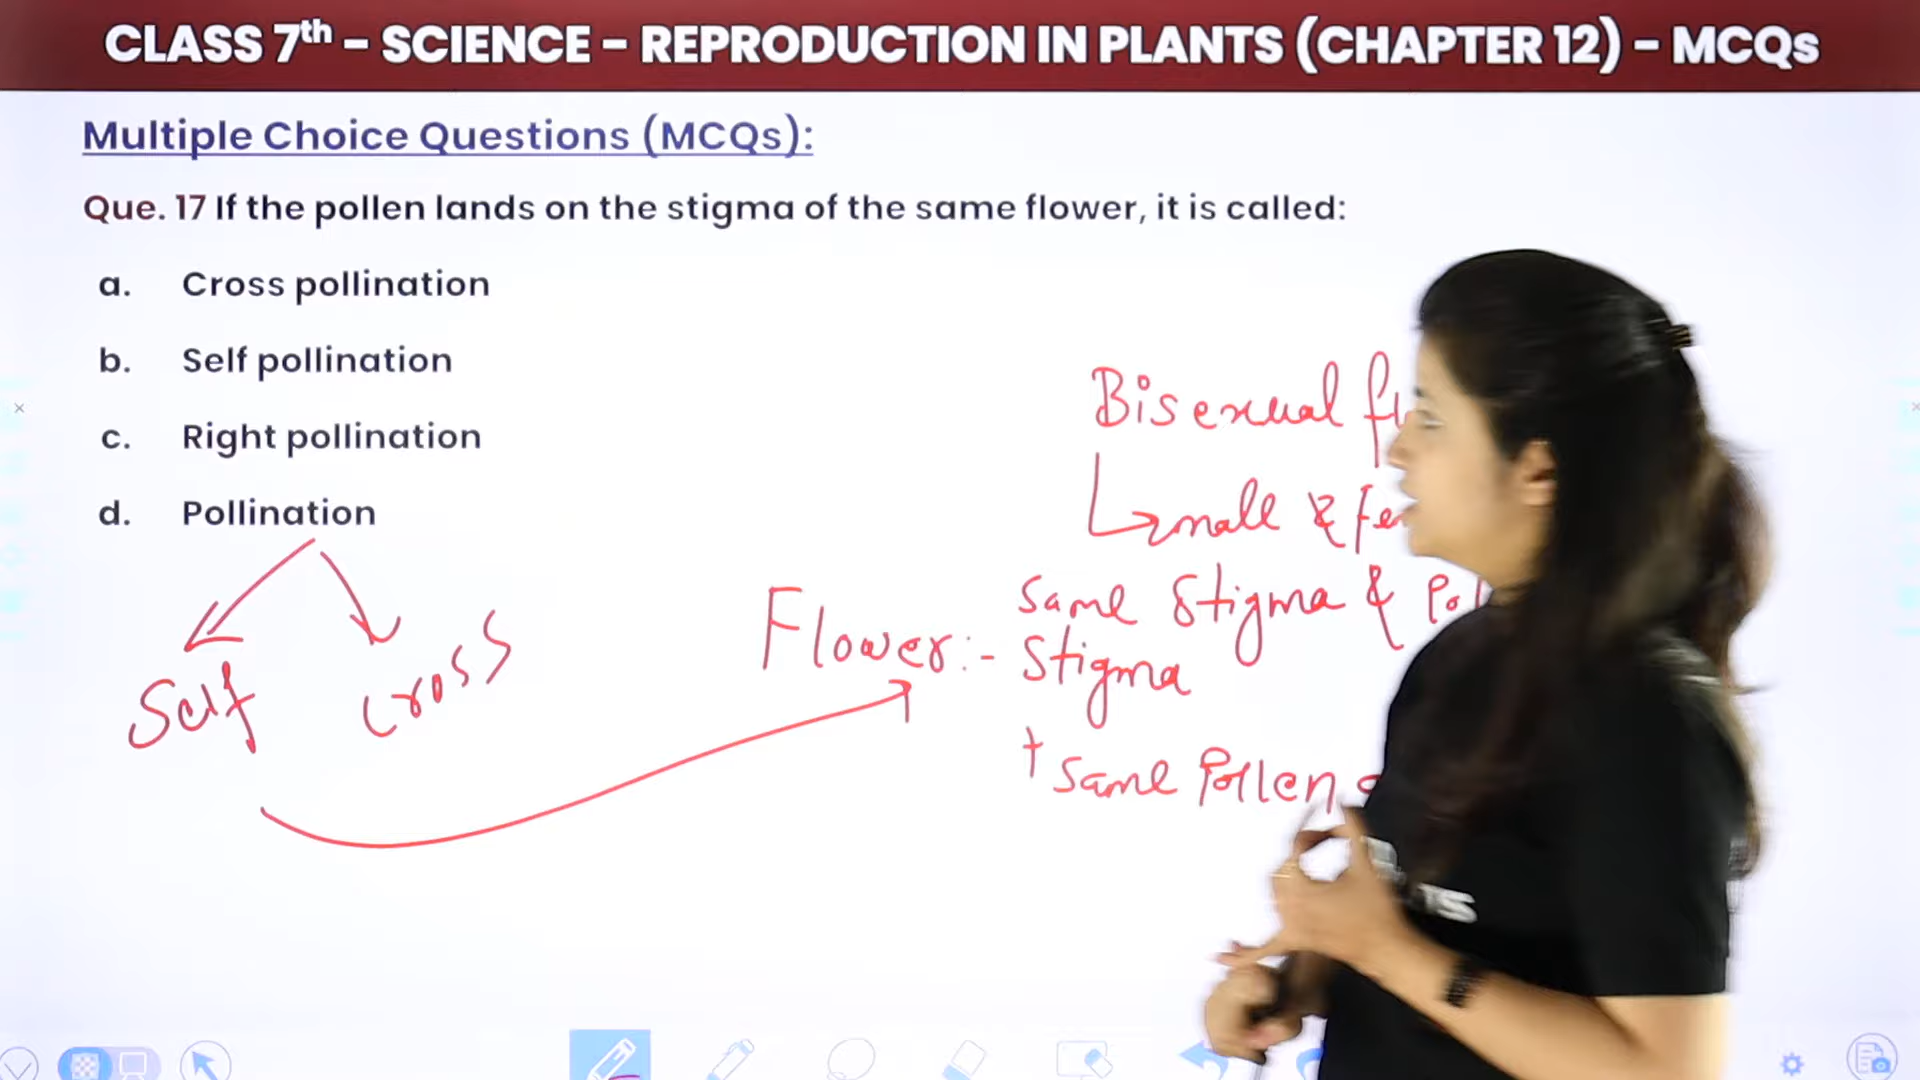 CLASS 7th – SCIENCE – REPRODUCTION IN PLANTS (CHAPTER 12) – MCQs
Multiple Choice Questions (MCQs):
Que. 17 If the pollen lands on the stigma of the same flower, it is called:
a. Cross pollination
b. Self pollination
c. Right pollination
d. Pollination
Self
cross
Bisexual
male &
Flower:-
Same Stigma &
Stigma
+ Same Pollen